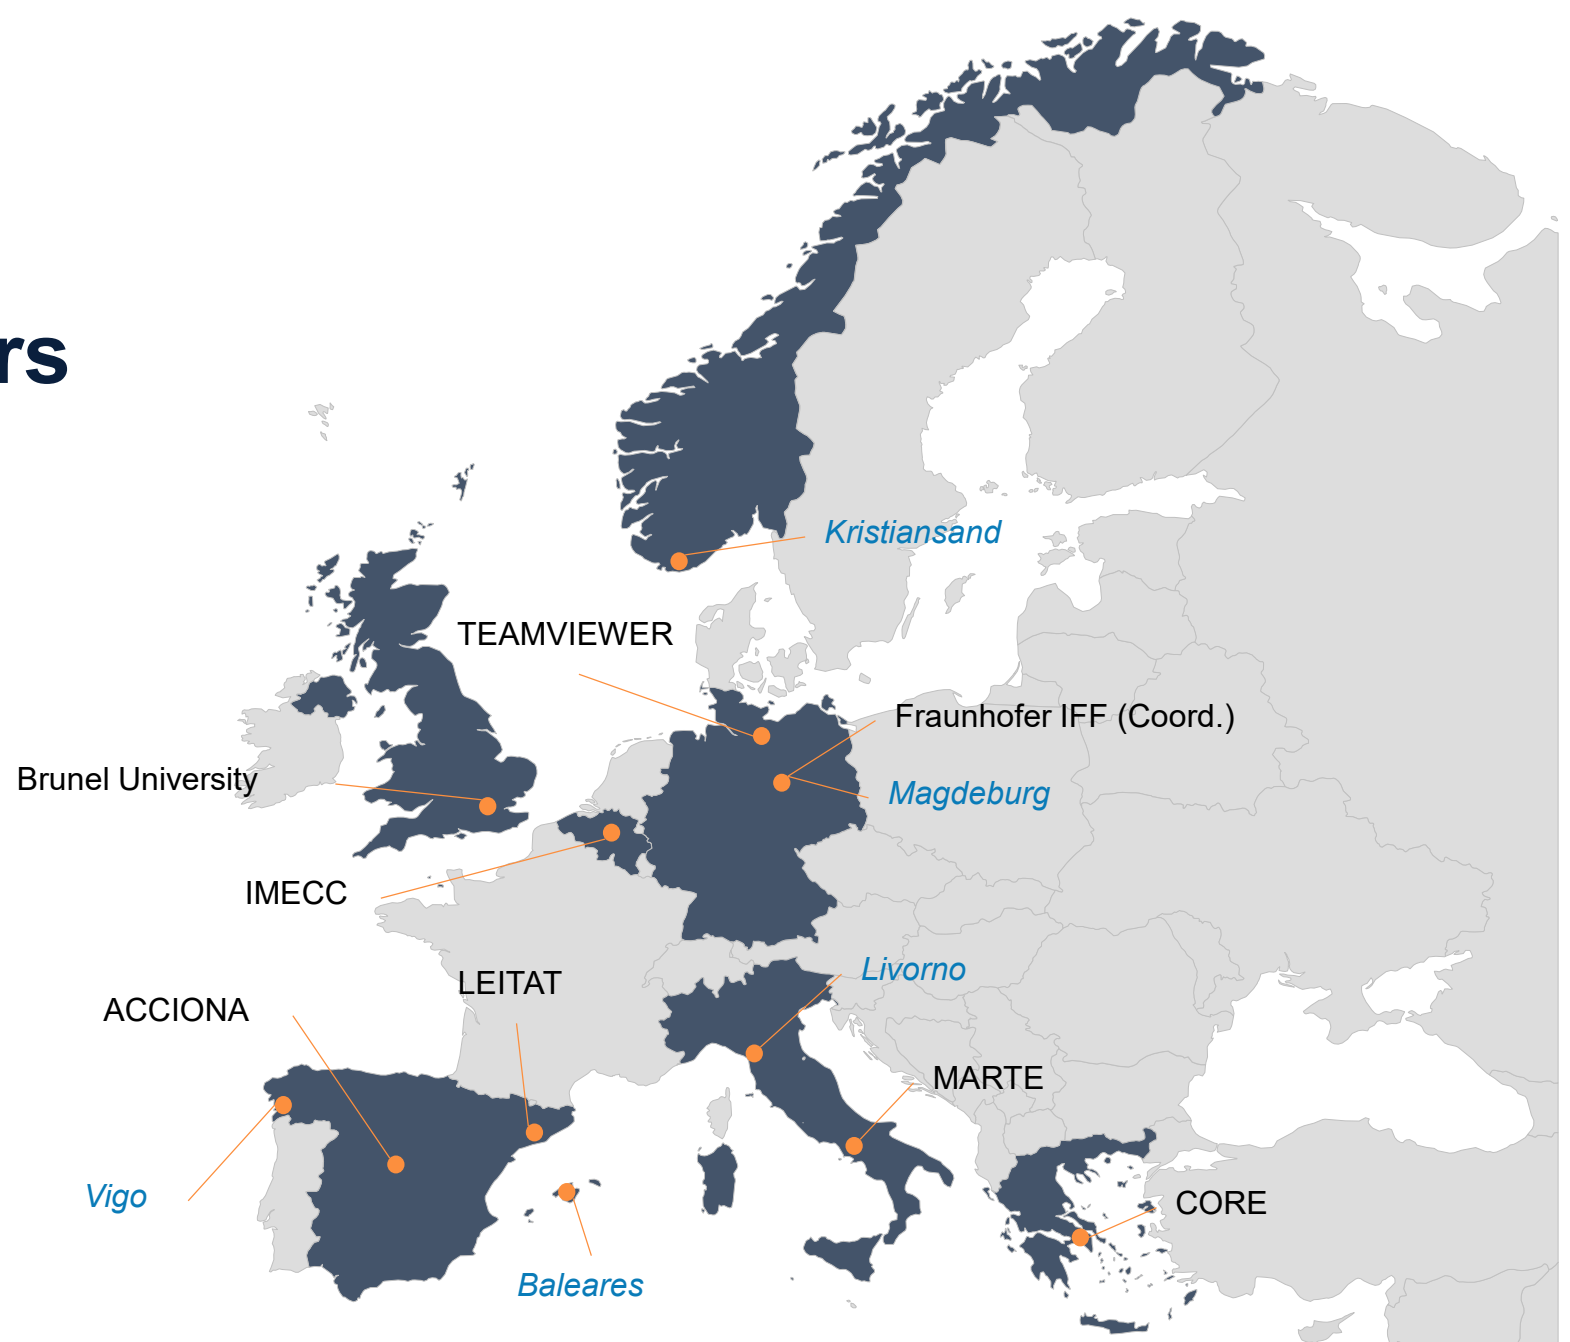 rs
Kristiansand
TEAMVIEWER
Fraunhofer IFF (Coord.)
Brunel University
Magdeburg
IMECC
Livorno
LEITAT
ACCIONA
MARTE
Vigo
CORE
Baleares